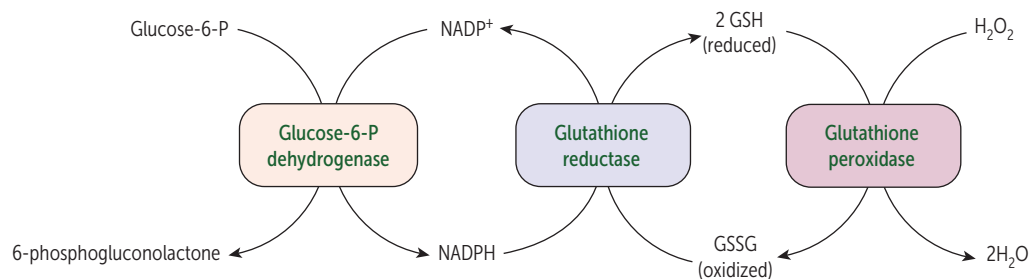 Glucose-6-P
NADP⁺
2 GSH
(reduced)
H₂O₂
Glucose-6-P
dehydrogenase
Glutathione
reductase
Glutathione
peroxidase
6-phosphogluconolactone
NADPH
GSSG
(oxidized)
2H₂O